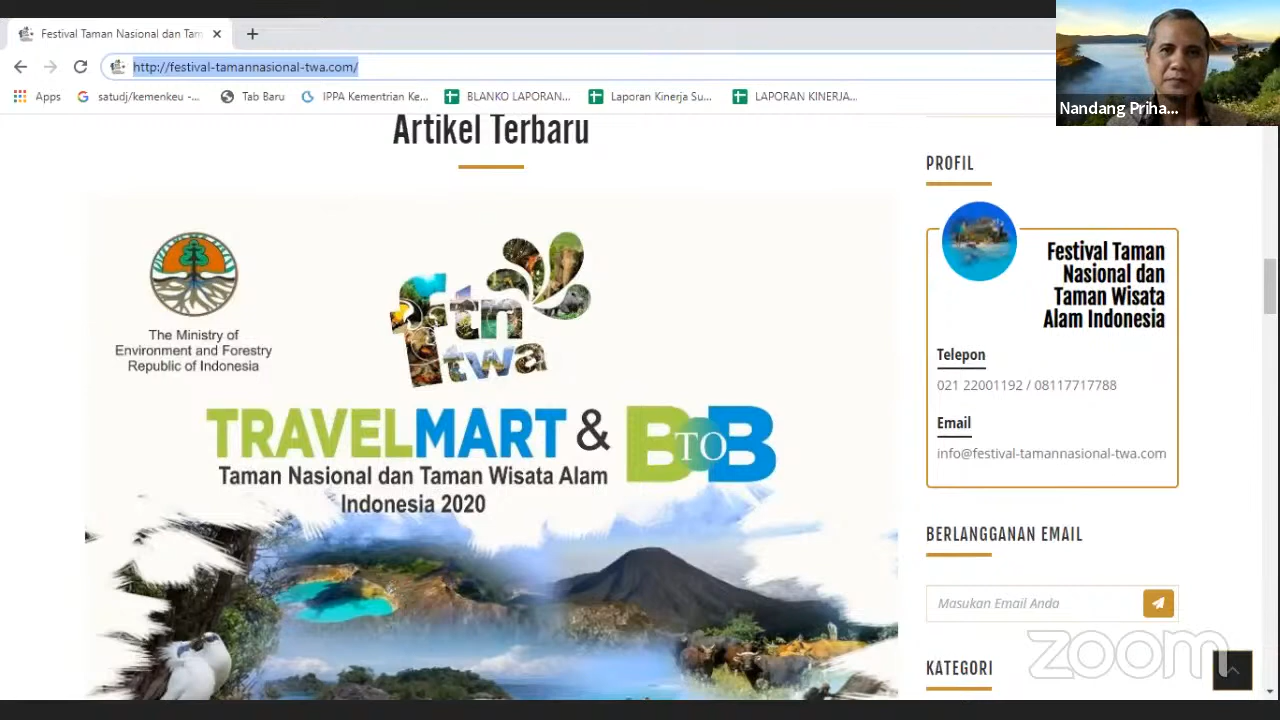 Festival Taman Nasional dan Tam
http://festival-tamannasional-twa.com/
Apps
satudj/kemenkeu -...
Tab Baru
IPPA Kementrian Ke...
BLANKO LAPORAN...
Laporan Kinerja Su...
LAPORAN KINERJA...
Nandang Priha...
Artikel Terbaru
The Ministry of
Environment and Forestry
Republic of Indonesia
ftn
twa
TRAVELMART & B TO B
Taman Nasional dan Taman Wisata Alam
Indonesia 2020
PROFIL
Festival Taman
Nasional dan
Taman Wisata
Alam Indonesia
Telepon
021 22001192 / 08117717788
Email
info@festival-tamannasional-twa.com
BERLANGGANAN EMAIL
Masukan Email Anda
KATEGORI
zoom